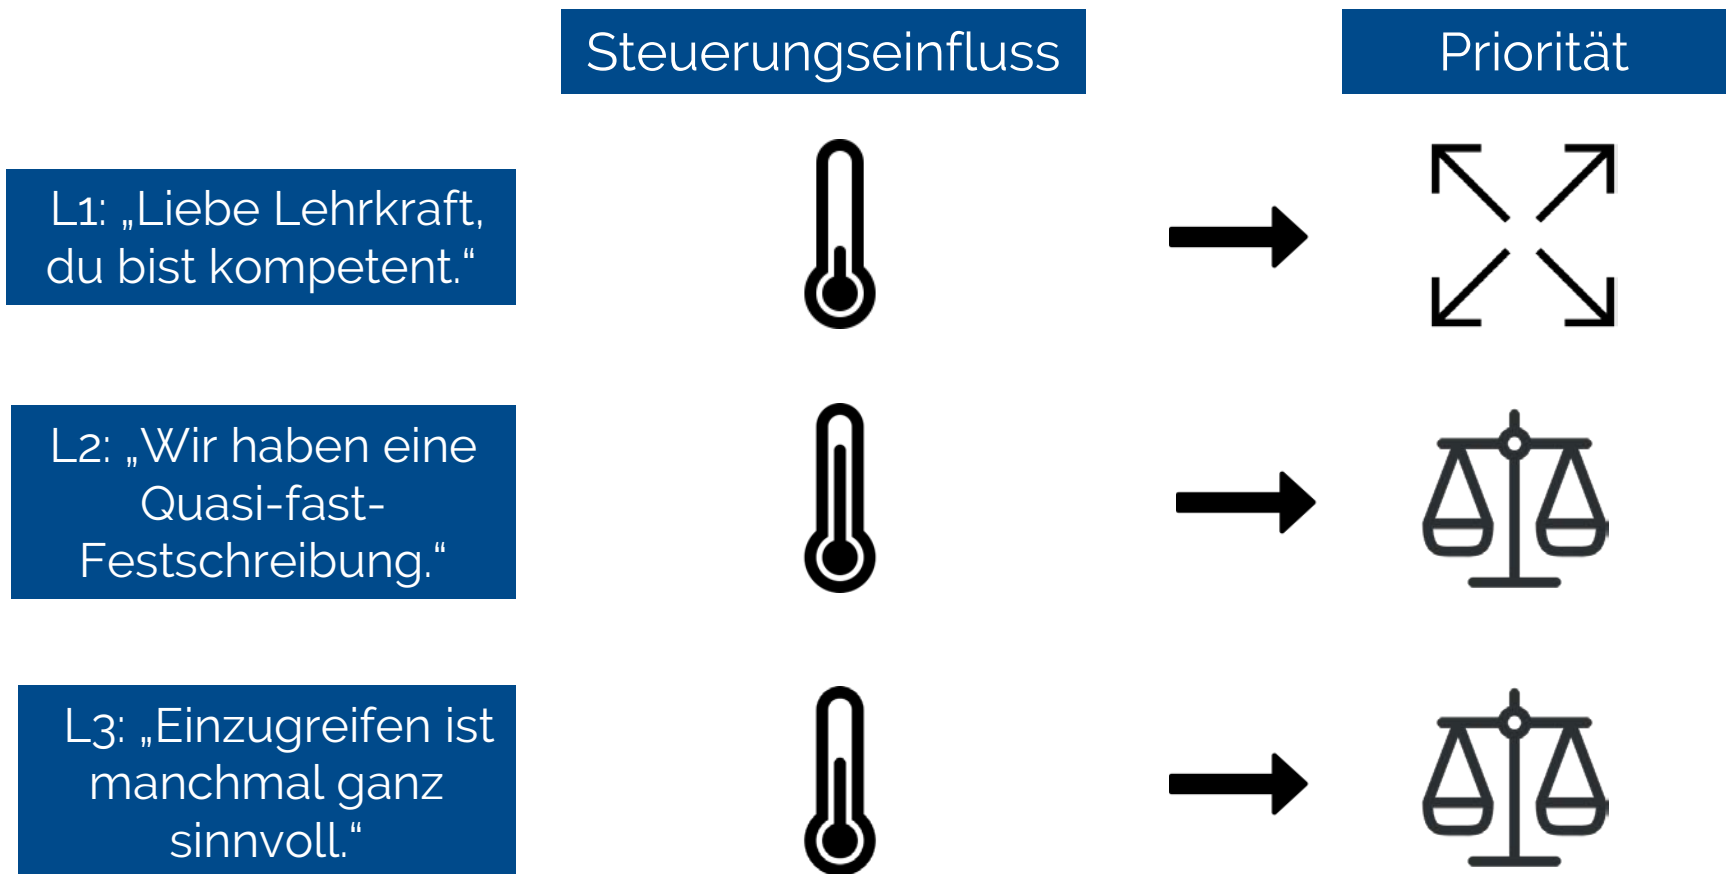 Steuerungseinfluss
Priorität
L1: „Liebe Lehrkraft,
du bist kompetent.“
L2: „Wir haben eine
Quasi-fast-
Festschreibung.“
L3: „Einzugreifen ist
manchmal ganz
sinnvoll.“